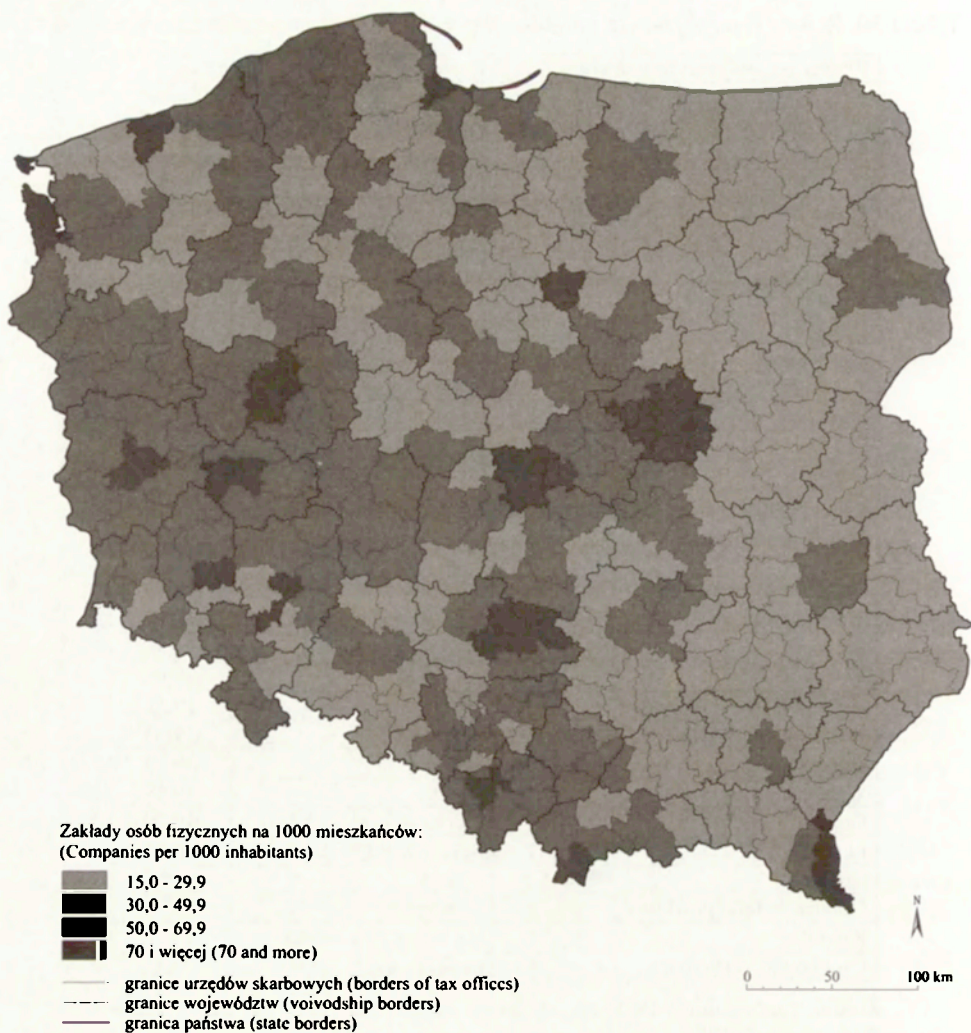 Zakłady osób fizycznych na 1000 mieszkańców:
(Companies per 1000 inhabitants)
15,0 - 29,9
30,0 - 49,9
50,0 - 69,9
70 i więcej (70 and more)
granice urzędów skarbowych (borders of tax offices)
granice województw (voivodship borders)
granica państwa (state borders)
N
0 50 100 km